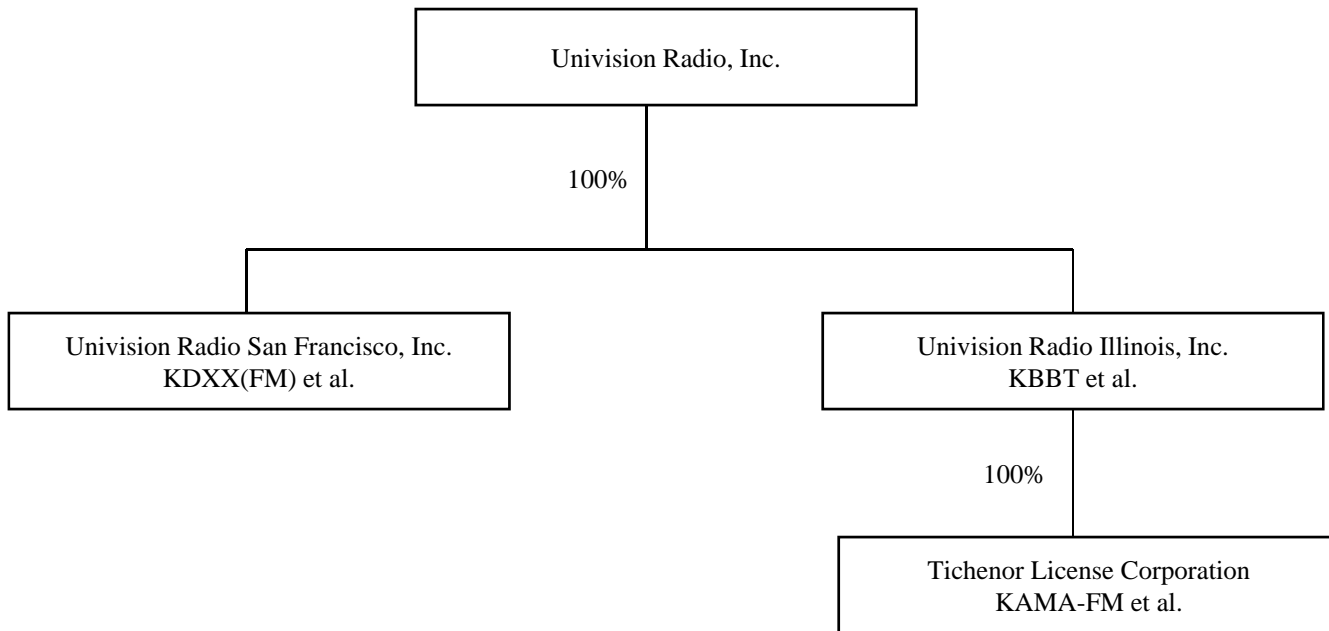 Univision Radio, Inc.
100%
Univision Radio San Francisco, Inc.
KDXX(FM) et al.
Univision Radio Illinois, Inc.
KBBT et al.
100%
Tichenor License Corporation
KAMA-FM et al.